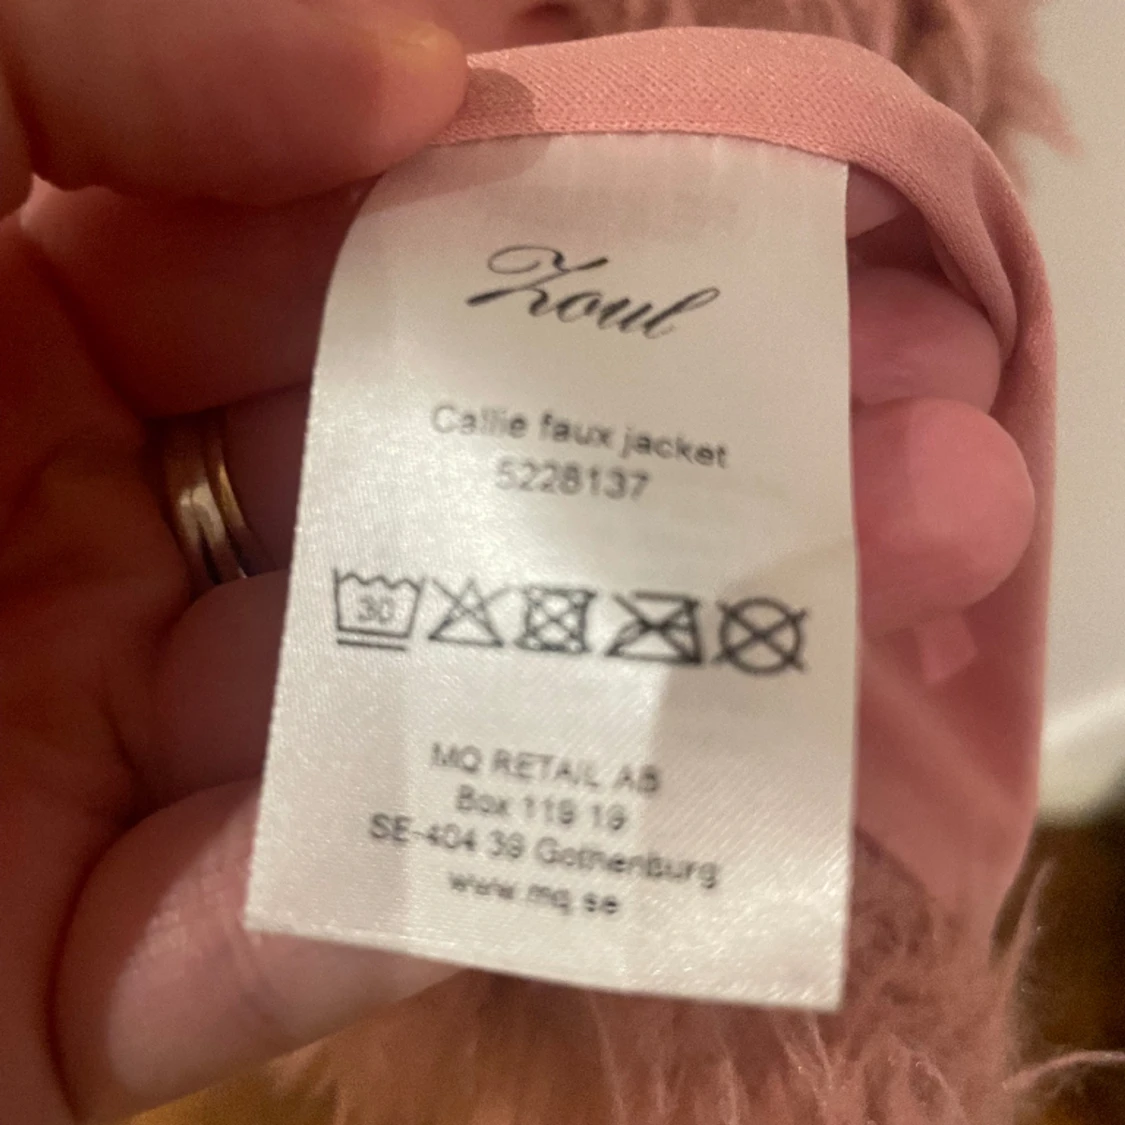 Zoul
Callie faux jacket
5228137
30
MQ RETAIL AB
Box 119 19
SE-404 39 Gothenburg
www.mq.se